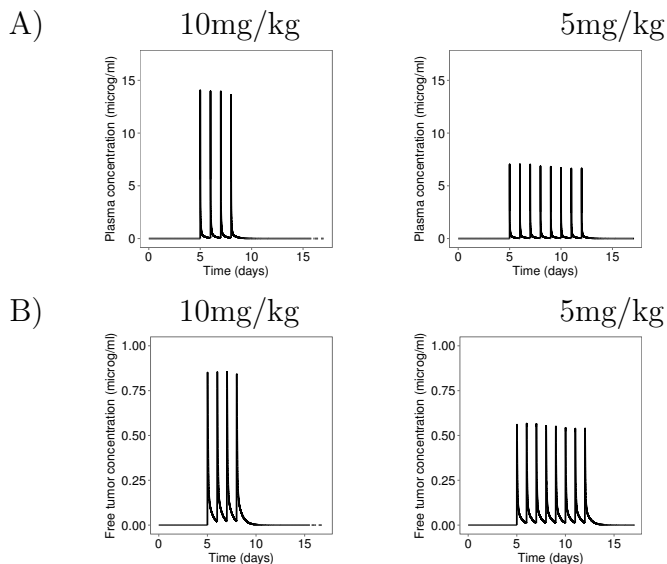 A) 10mg/kg 5mg/kg
Plasma concentration (microg/ml)
15
10
5
0
0 5 10 15
Time (days)
Plasma concentration (microg/ml)
15
10
5
0
0 5 10 15
Time (days)
B) 10mg/kg 5mg/kg
Free tumor concentration (microg/ml)
1.00
0.75
0.50
0.25
0.00
0 5 10 15
Time (days)
Free tumor concentration (microg/ml)
1.00
0.75
0.50
0.25
0.00
0 5 10 15
Time (days)